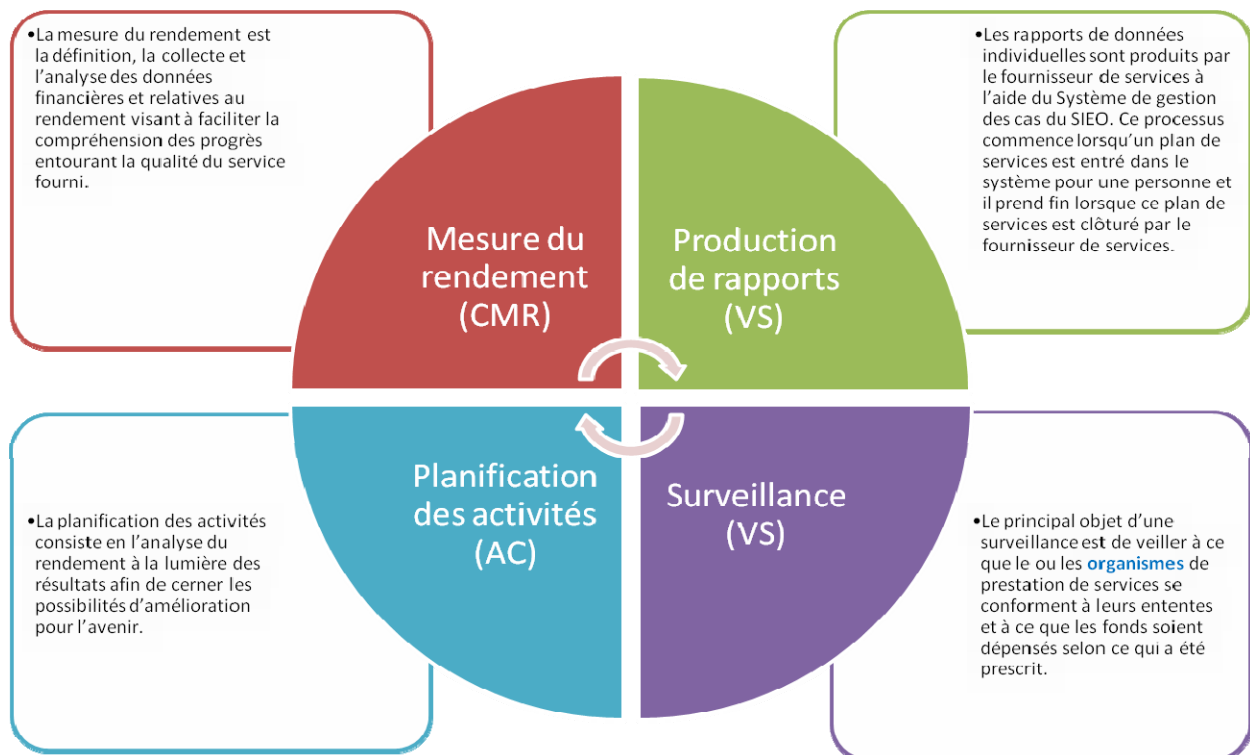 •La mesure du rendement est
la définition, la collecte et
l’analyse des données
financières et relatives au
rendement visant à faciliter la
compréhension des progrès
entourant la qualité du service
fourni.
•Les rapports de données
individuelles sont produits par
le fournisseur de services à
l’aide du Système de gestion
des cas du SIEO. Ce processus
commence lorsqu’un plan de
services est entré dans le
système pour une personne et
il prend fin lorsque ce plan de
services est clôturé par le
fournisseur de services.
Mesure du
rendement
(CMR)
Production
de rapports
(VS)
Planification
des activités
(AC)
Surveillance
(VS)
•La planification des activités
consiste en l’analyse du
rendement à la lumière des
résultats afin de cerner les
possibilités d’amélioration
pour l’avenir.
•Le principal objet d’une
surveillance est de veiller à ce
que le ou les organismes de
prestation de services se
conforment à leurs ententes
et à ce que les fonds soient
dépensés selon ce qui a été
prescrit.